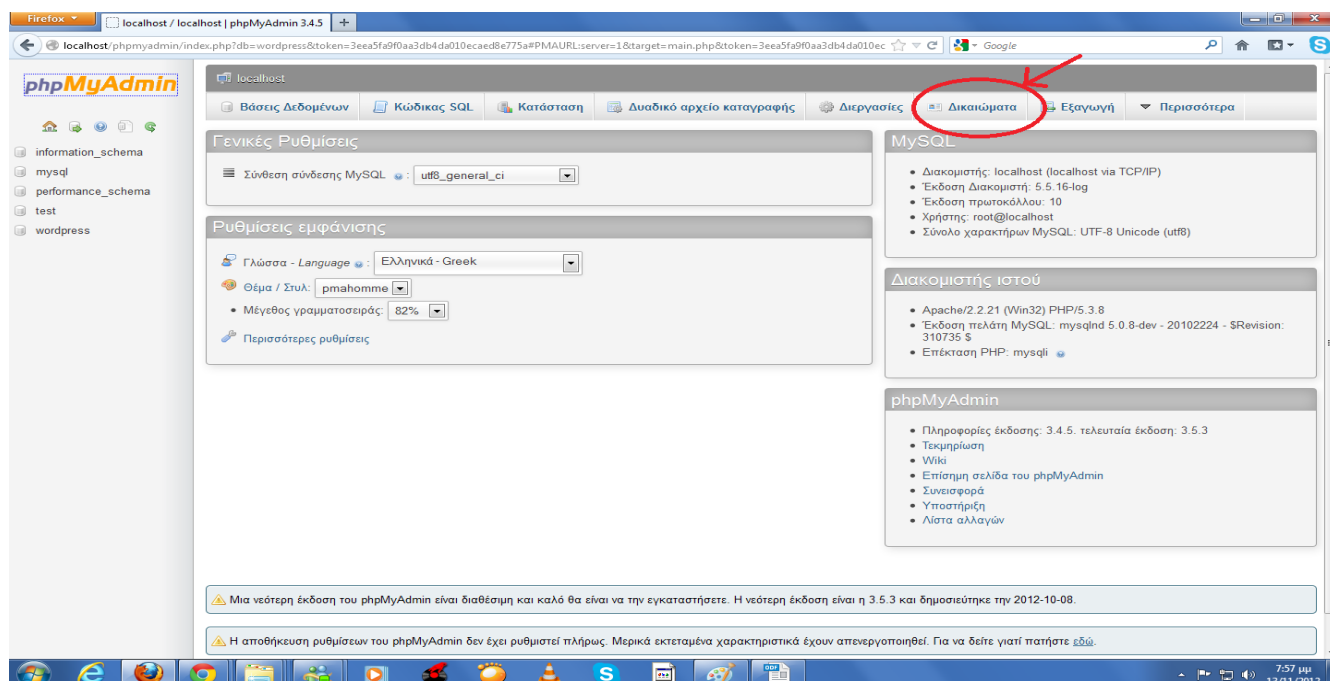 Firefox
localhost / local | localhost | phpMyAdmin 3.4.5
localhost/phpmyadmin/index.php?db=wordpress&token=3eea5fa9f0aa3db4da010ecaed8e775a#PMAURL:server=1&target=main.php&token=3eea5fa9f0aa3db4da010ec
Google
phpMyAdmin
information_schema
mysql
performance_schema
test
wordpress
localhost
Βάσεις Δεδομένων Κώδικας SQL Κατάσταση Δυαδικό αρχείο καταγραφής Διεργασίες Δικαιώματα Εξαγωγή Περισσότερα
Γενικές Ρυθμίσεις
Σύνθεση σύνδεσης MySQL : utf8_general_ci
Ρυθμίσεις εμφάνισης
Γλώσσα - Language : Ελληνικά - Greek
Θέμα / Στυλ: pmahomme
• Μέγεθος γραμματοσειράς: 82%
Περισσότερες ρυθμίσεις
MySQL
• Διακομιστής: localhost (localhost via TCP/IP)
• Έκδοση Διακομιστή: 5.5.16-log
• Έκδοση πρωτοκόλλου: 10
• Χρήστης: root@localhost
• Σύνολο χαρακτήρων MySQL: UTF-8 Unicode (utf8)
Διακομιστής ιστού
• Apache/2.2.21 (Win32) PHP/5.3.8
• Έκδοση πελάτη MySQL: mysqlnd 5.0.8-dev - 20102224 - $Revision:
310735 $
• Επέκταση PHP: mysqli
phpMyAdmin
• Πληροφορίες έκδοσης: 3.4.5. τελευταία έκδοση: 3.5.3
• Τεκμηρίωση
• Wiki
• Επίσημη σελίδα του phpMyAdmin
• Συνεισφορά
• Υποστήριξη
• Λίστα αλλαγών
Μια νεότερη έκδοση του phpMyAdmin είναι διαθέσιμη και καλό θα είναι να την εγκαταστήσετε. Η νεότερη έκδοση είναι η 3.5.3 και δημοσιεύτηκε την 2012-10-08.
Η αποθήκευση ρυθμίσεων του phpMyAdmin δεν έχει ρυθμιστεί πλήρως. Μερικά εκτεταμένα χαρακτηριστικά έχουν απενεργοποιηθεί. Για να δείτε γιατί πατήστε εδώ.
7:57 μμ